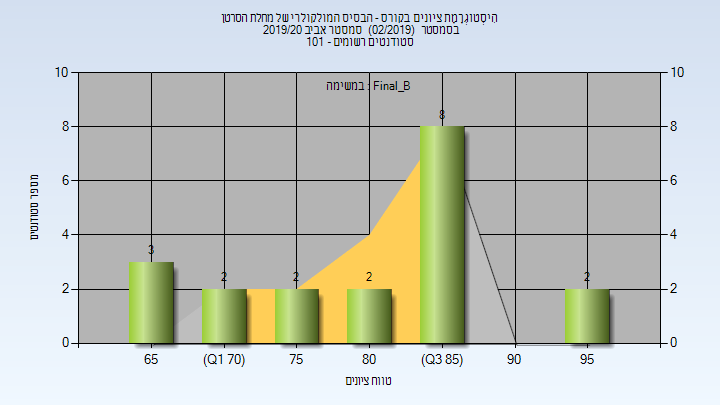 היסטוגרמת ציונים בקורס - הבסיס המולקולרי של מחלת הסרטן
בסמסטר (02/2019) סמסטר אביב 2019/20
סטודנטים רשומים - 101
במשימה : Final_B
מספר סטודנטים
10 10
8 8
6 6
4 4
2 2
0 0
3 2 2 2 8 2
65 (Q1 70) 75 80 (Q3 85) 90 95
טווח ציונים